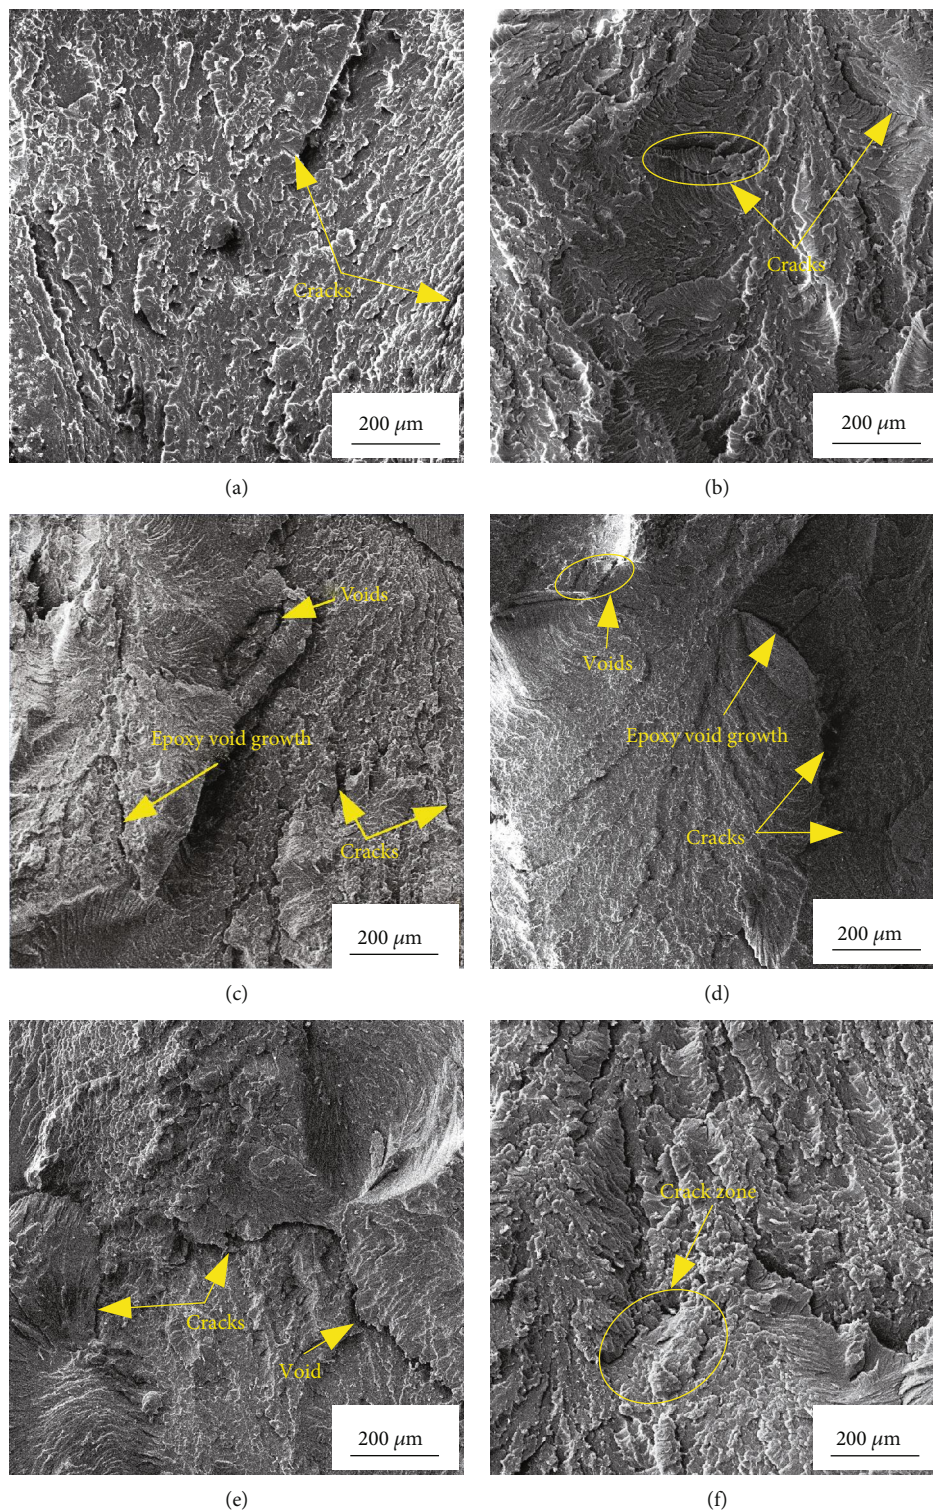 Cracks
200 μm
(a)
Cracks
200 μm
(b)
Voids
Epoxy void growth
Cracks
200 μm
(c)
Voids
Epoxy void growth
Cracks
200 μm
(d)
Cracks
Void
200 μm
(e)
Crack zone
200 μm
(f)